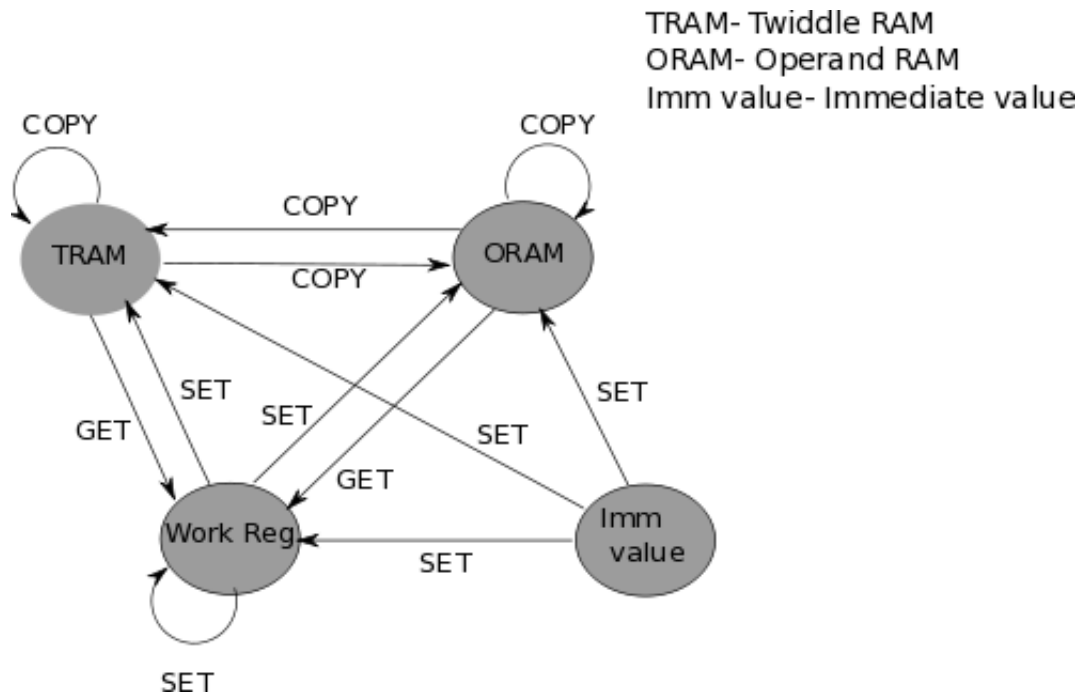 TRAM- Twiddle RAM
ORAM- Operand RAM
Imm value- Immediate value
COPY
COPY
COPY
TRAM
ORAM
COPY
SET
SET
SET
GET
SET
GET
Imm
value
Work Reg
SET
SET